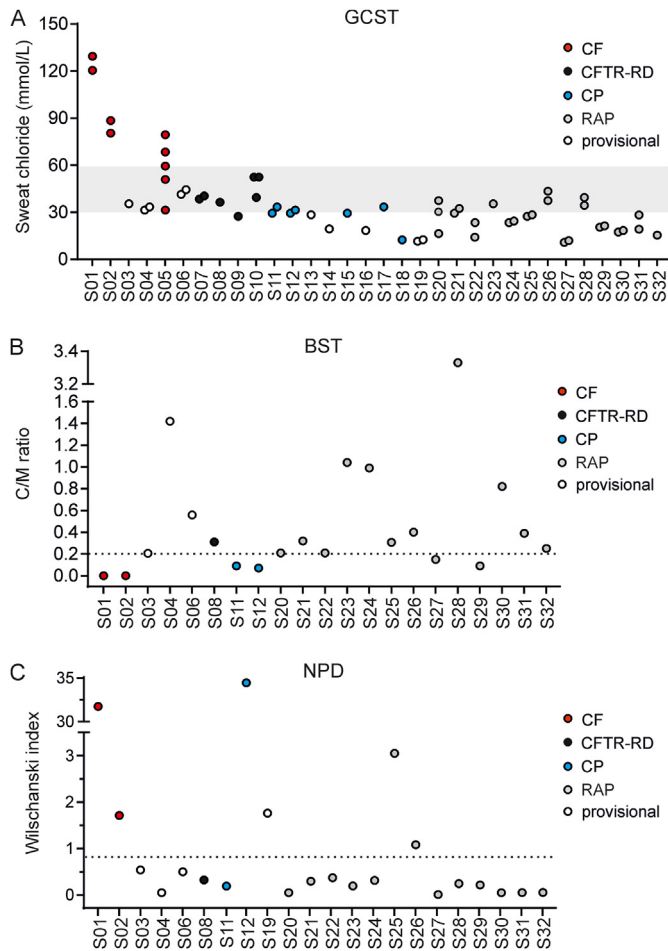 A
GCST
Sweat chloride (mmol/L)
150
120
90
60
30
0
CF
CFTR-RD
CP
RAP
provisional
S01 S02 S03 S04 S05 S06 S07 S08 S09 S10 S11 S12 S13 S14 S15 S16 S17 S18 S19 S20 S21 S22 S23 S25 S26 S27 S28 S29 S30 S31 S32
B
BST
C/M ratio
3.4
3.2
1.6
1.4
1.2
1.0
0.8
0.6
0.4
0.2
0.0
CF
CFTR-RD
CP
RAP
provisional
S01 S02 S03 S04 S06 S08 S11 S12 S20 S21 S22 S23 S24 S25 S26 S27 S28 S29 S30 S31 S32
C
NPD
Wilschanski index
35
30
3
2
1
0
CF
CFTR-RD
CP
RAP
provisional
S01 S02 S03 S04 S06 S08 S11 S12 S19 S20 S21 S22 S23 S24 S25 S26 S27 S28 S29 S30 S31 S32